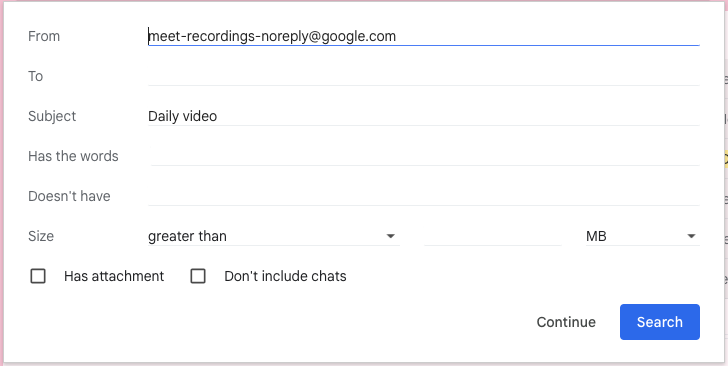 From meet-recordings-noreply@google.com
To
Subject Daily video
Has the words
Doesn't have
Size greater than MB
Has attachment Don't include chats
Continue Search